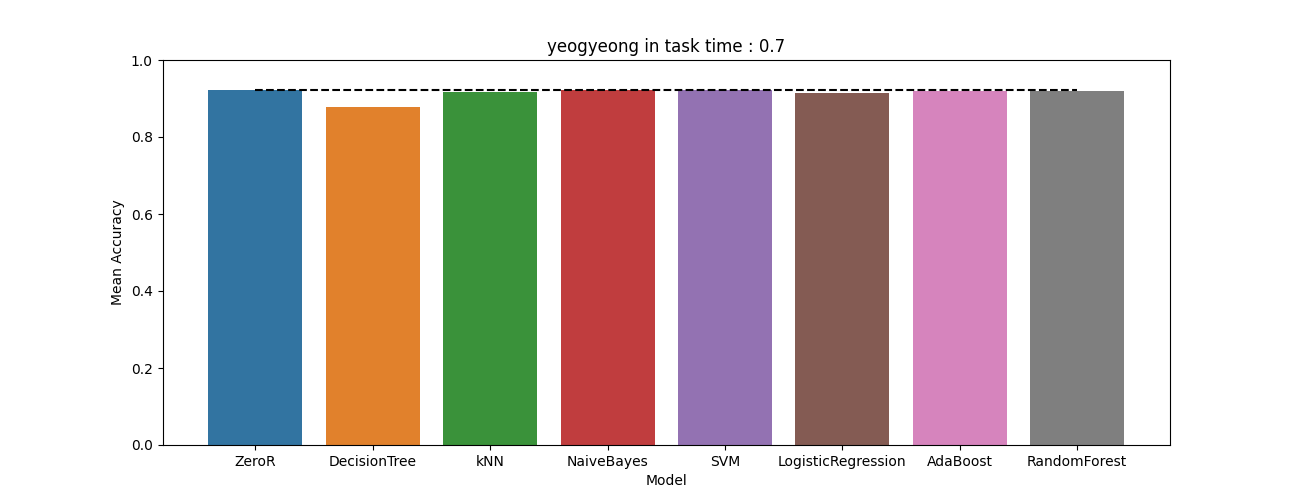 yeogyeong in task time : 0.7
1.0
0.8
0.6
0.4
0.2
0.0
Mean Accuracy
ZeroR DecisionTree kNN NaiveBayes SVM LogisticRegression AdaBoost RandomForest
Model